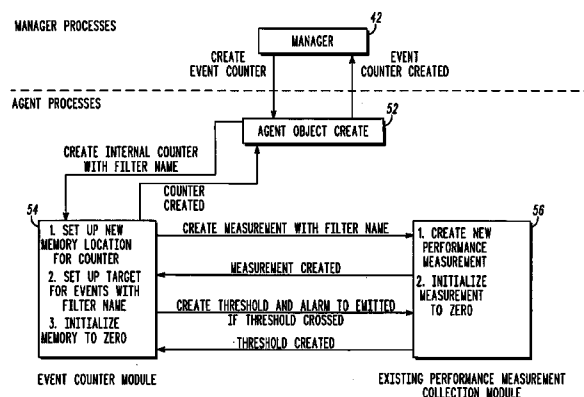 MANAGER PROCESSES
42
MANAGER
CREATE
EVENT COUNTER
EVENT
COUNTER CREATED
AGENT PROCESSES
52
AGENT OBJECT CREATE
CREATE INTERNAL COUNTER
WITH FILTER NAME
COUNTER
CREATED
54
1. SET UP NEW
MEMORY LOCATION
FOR COUNTER
2. SET UP TARGET
FOR EVENTS WITH
FILTER NAME
3. INITIALIZE
MEMORY TO ZERO
CREATE MEASUREMENT WITH FILTER NAME
MEASUREMENT CREATED
CREATE THRESHOLD AND ALARM TO EMITTED
IF THRESHOLD CROSSED
THRESHOLD CREATED
56
1. CREATE NEW
PERFORMANCE
MEASUREMENT
2. INITIALIZE
MEASUREMENT
TO ZERO
EVENT COUNTER MODULE
EXISTING PERFORMANCE MEASUREMENT
COLLECTION MODULE